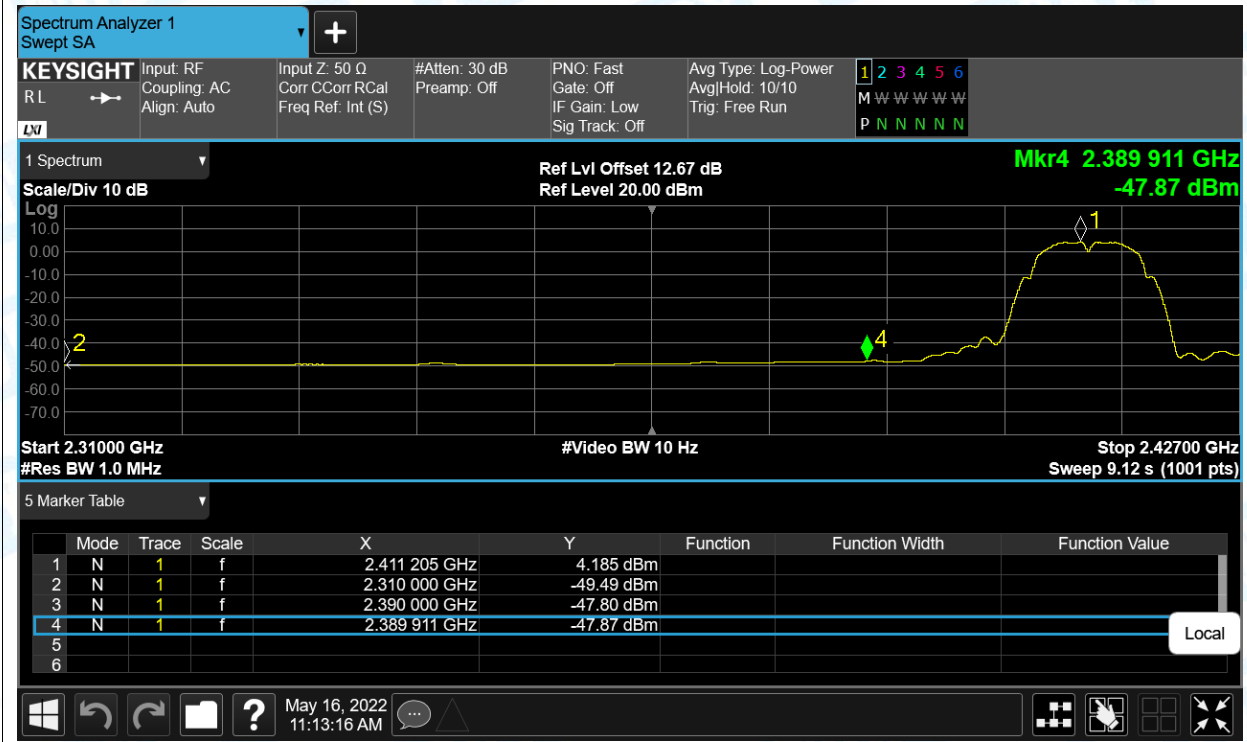 Spectrum Analyzer 1
Swept SA
+
KEYSIGHT Input: RF Input Z: 50 Ω #Atten: 30 dB PNO: Fast Avg Type: Log-Power 1 2 3 4 5 6
R L Coupling: AC Corr CCorr RCal Preamp: Off Gate: Off Avg|Hold: 10/10 M W W W W W W
Align: Auto Freq Ref: Int (S) IF Gain: Low Trig: Free Run
LXI Sig Track: Off P N N N N N N
1 Spectrum Ref Lvl Offset 12.67 dB Mkr4 2.389 911 GHz
Scale/Div 10 dB Ref Level 20.00 dBm -47.87 dBm
Log
1
10.0
0.00
-10.0
-20.0
-30.0
-40.0 2 4
-50.0
-60.0
-70.0
Start 2.31000 GHz #Video BW 10 Hz Stop 2.42700 GHz
#Res BW 1.0 MHz Sweep 9.12 s (1001 pts)
5 Marker Table
Mode Trace Scale X Y Function Function Width Function Value
1 N 1 f 2.411 205 GHz 4.185 dBm
2 N 1 f 2.310 000 GHz -49.49 dBm
3 N 1 f 2.390 000 GHz -47.80 dBm
4 N 1 f 2.389 911 GHz -47.87 dBm
5
6
Local
? May 16, 2022
11:13:16 AM